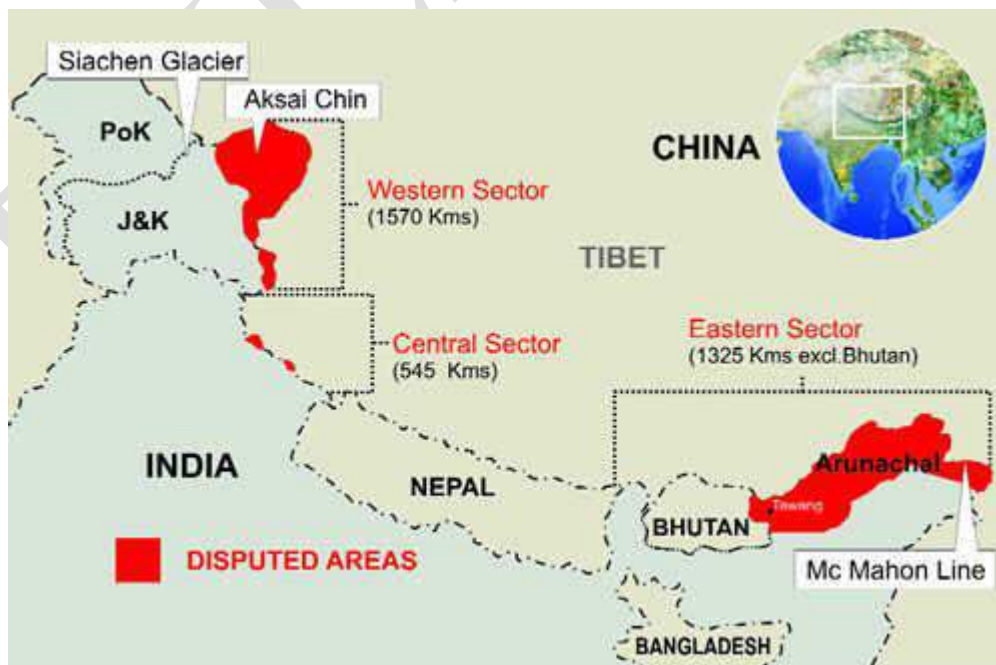 Siachen Glacier
Aksai Chin
PoK
CHINA
Western Sector
(1570 Kms)
J&K
TIBET
Eastern Sector
(1325 Kms excl.Bhutan)
Central Sector
(545 Kms)
INDIA
NEPAL
Arunachal
Tawang
BHUTAN
DISPUTED AREAS
Mc Mahon Line
BANGLADESH